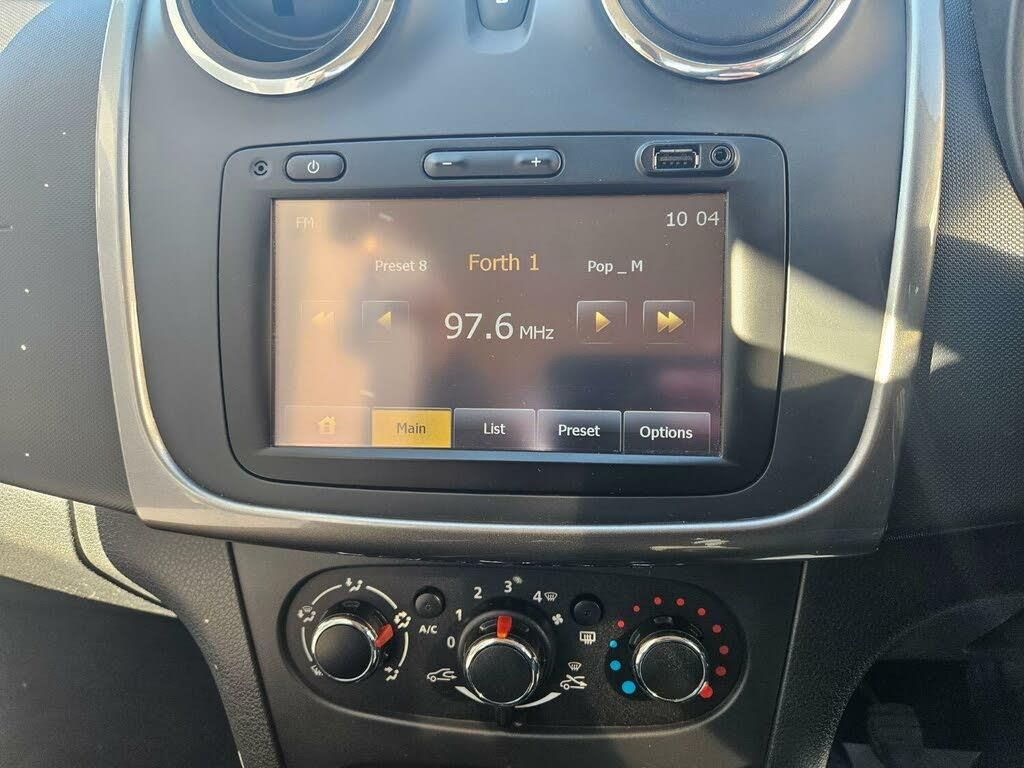 FM
10 04
Preset 8 Forth 1 Pop _ M
97.6 MHz
Main List Preset Options
0 1 2 3 4
A/C